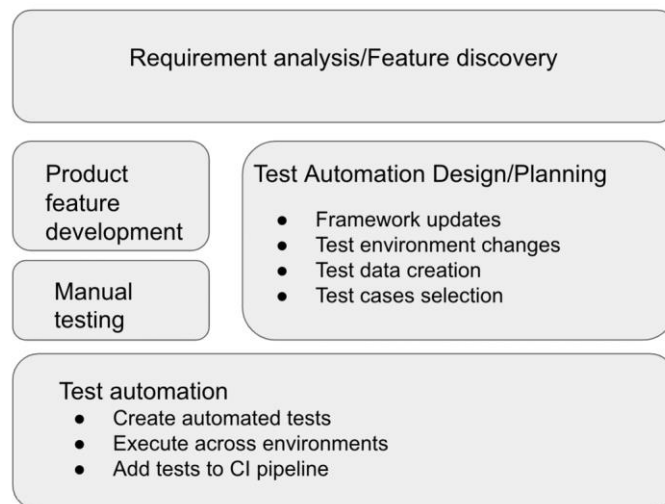 Requirement analysis/Feature discovery
Product
feature
development
Test Automation Design/Planning
● Framework updates
● Test environment changes
● Test data creation
● Test cases selection
Manual
testing
Test automation
● Create automated tests
● Execute across environments
● Add tests to CI pipeline